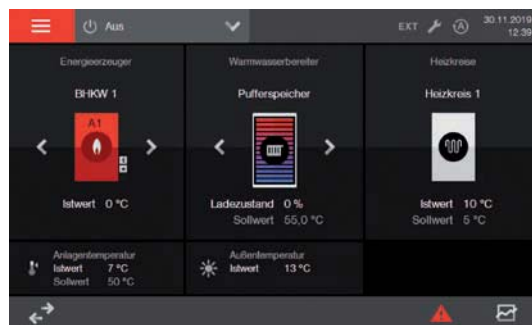 Aus
EXT
30.11.2019
12:39
Energieerzeuger
BHKW 1
A1
Istwert 0 °C
Warmwasserbereiter
Pufferspeicher
Ladezustand 0 %
Sollwert 55,0 °C
Heizkreise
Heizkreis 1
Istwert 10 °C
Sollwert 5 °C
Anlagentemperatur
Istwert 7 °C
Sollwert 50 °C
Außentemperatur
Istwert 13 °C